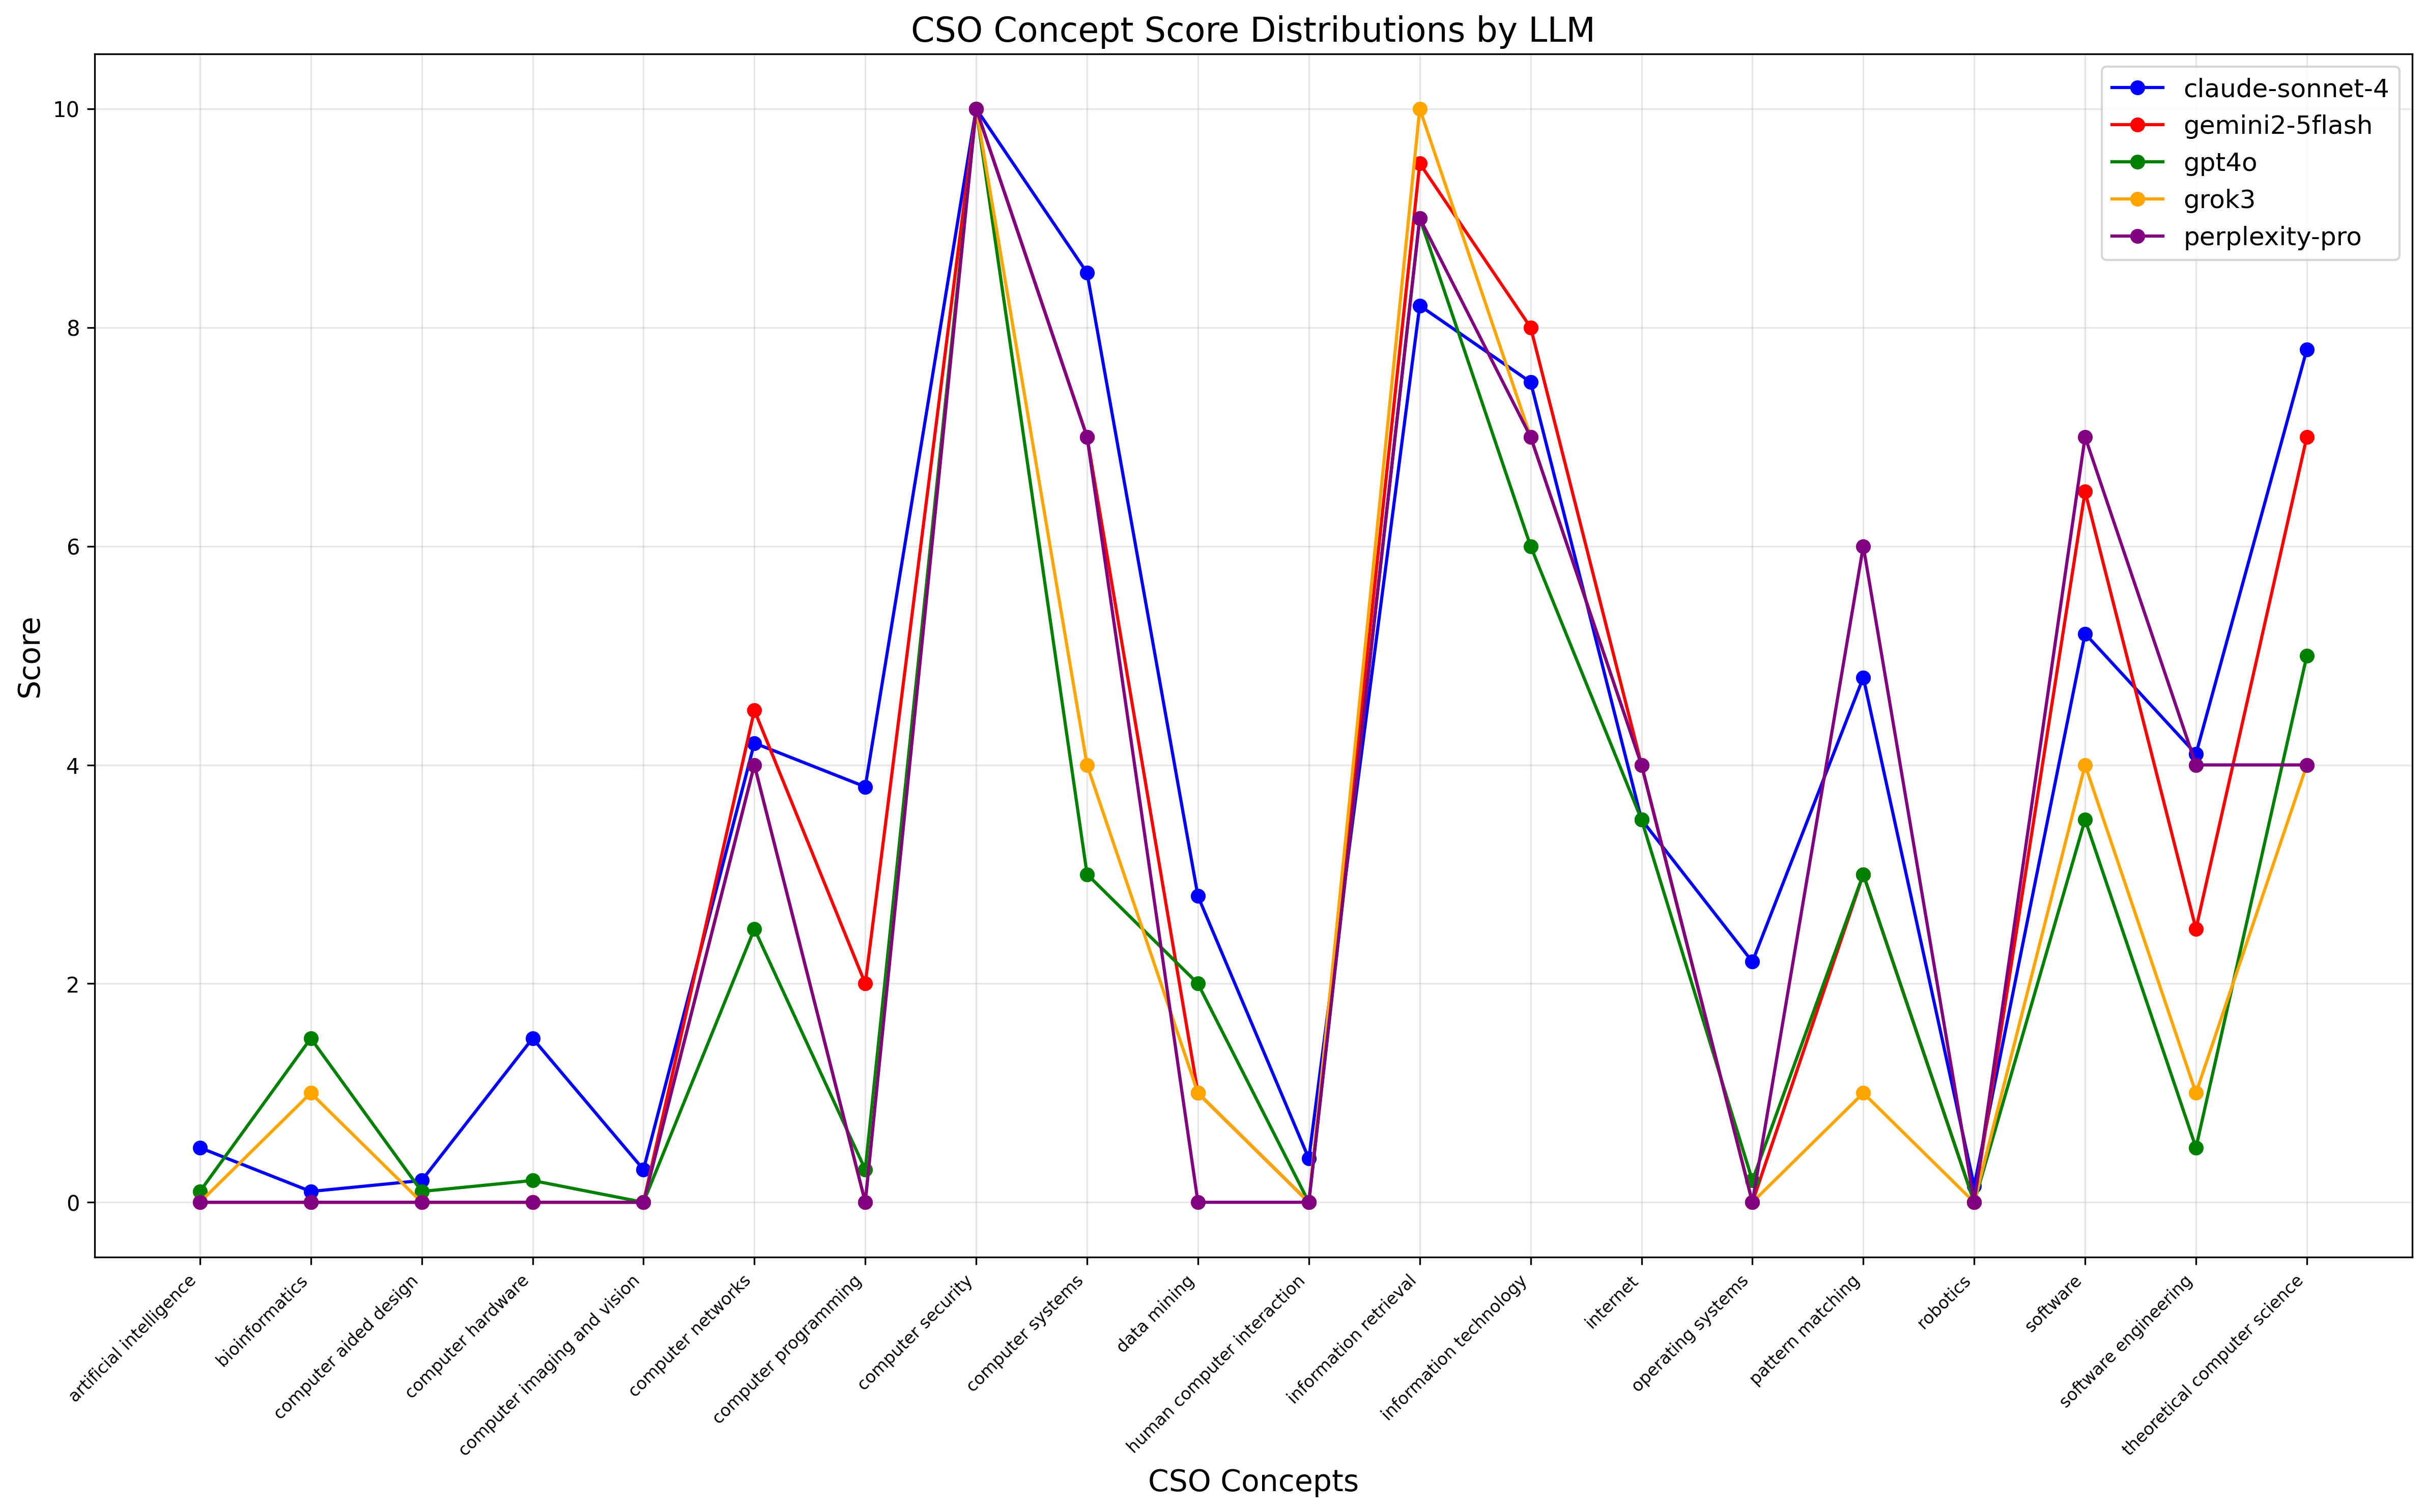 CSO Concept Score Distributions by LLM
10
8
6
4
2
0
Score
claude-sonnet-4
gemini2-5flash
gpt4o
grok3
perplexity-pro
artificial intelligence
bioinformatics
computer aided design
computer hardware
computer imaging and vision
computer networks
computer programming
computer security
computer systems
data mining
human computer interaction
information retrieval
information technology
internet
operating systems
pattern matching
robotics
software
software engineering
theoretical computer science
CSO Concepts